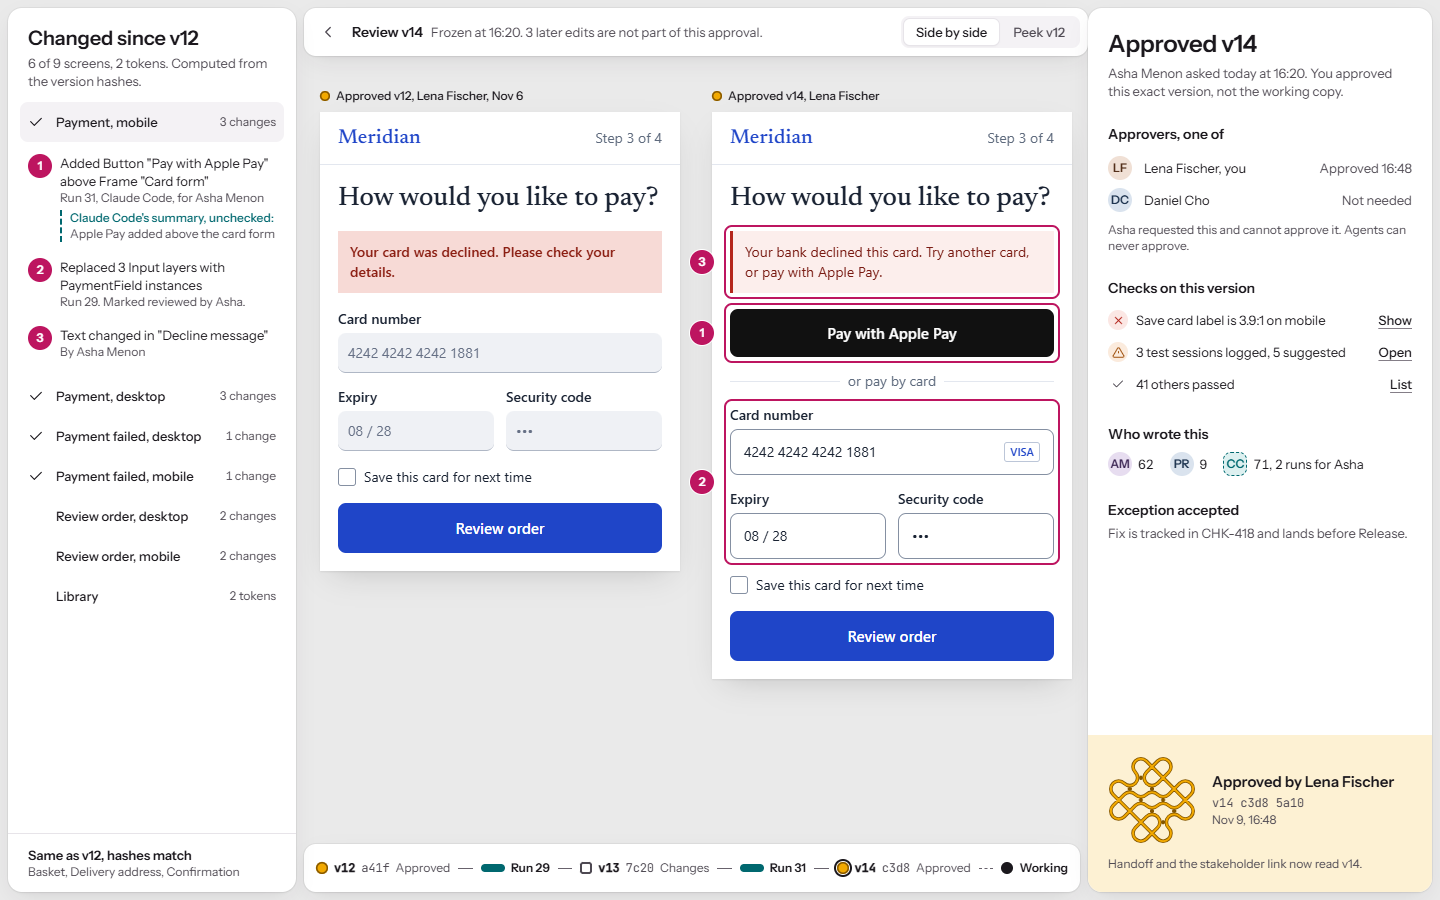 Changed since v12
6 of 9 screens, 2 tokens. Computed from
the version hashes.
Payment, mobile 3 changes
1 Added Button "Pay with Apple Pay"
above Frame "Card form"
Run 31, Claude Code, for Asha Menon
Claude Code's summary, unchecked:
Apple Pay added above the card form
2 Replaced 3 Input layers with
PaymentField instances
Run 29. Marked reviewed by Asha.
3 Text changed in "Decline message"
By Asha Menon
Payment, desktop 3 changes
Payment failed, desktop 1 change
Payment failed, mobile 1 change
Review order, desktop 2 changes
Review order, mobile 2 changes
Library 2 tokens
Same as v12, hashes match
Basket, Delivery address, Confirmation
Review v14 Frozen at 16:20. 3 later edits are not part of this approval.
Side by side Peek v12
Approved v12, Lena Fischer, Nov 6
Meridian Step 3 of 4
How would you like to pay?
Your card was declined. Please check your
details.
Card number
4242 4242 4242 1881
Expiry Security code
08 / 28 •••
Save this card for next time
Review order
Approved v14, Lena Fischer
Meridian Step 3 of 4
How would you like to pay?
3 Your bank declined this card. Try another card,
or pay with Apple Pay.
1 Pay with Apple Pay
or pay by card
Card number
4242 4242 4242 1881 VISA
2
Expiry Security code
08 / 28 •••
Save this card for next time
Review order
v12 a41f Approved Run 29 v13 7c20 Changes Run 31 v14 c3d8 Approved Working
Approved v14
Asha Menon asked today at 16:20. You approved
this exact version, not the working copy.
Approvers, one of
LF Lena Fischer, you Approved 16:48
DC Daniel Cho Not needed
Asha requested this and cannot approve it. Agents can
never approve.
Checks on this version
Save card label is 3.9:1 on mobile Show
3 test sessions logged, 5 suggested Open
41 others passed List
Who wrote this
AM 62 PR 9 CC 71, 2 runs for Asha
Exception accepted
Fix is tracked in CHK-418 and lands before Release.
Approved by Lena Fischer
v14 c3d8 5a10
Nov 9, 16:48
Handoff and the stakeholder link now read v14.